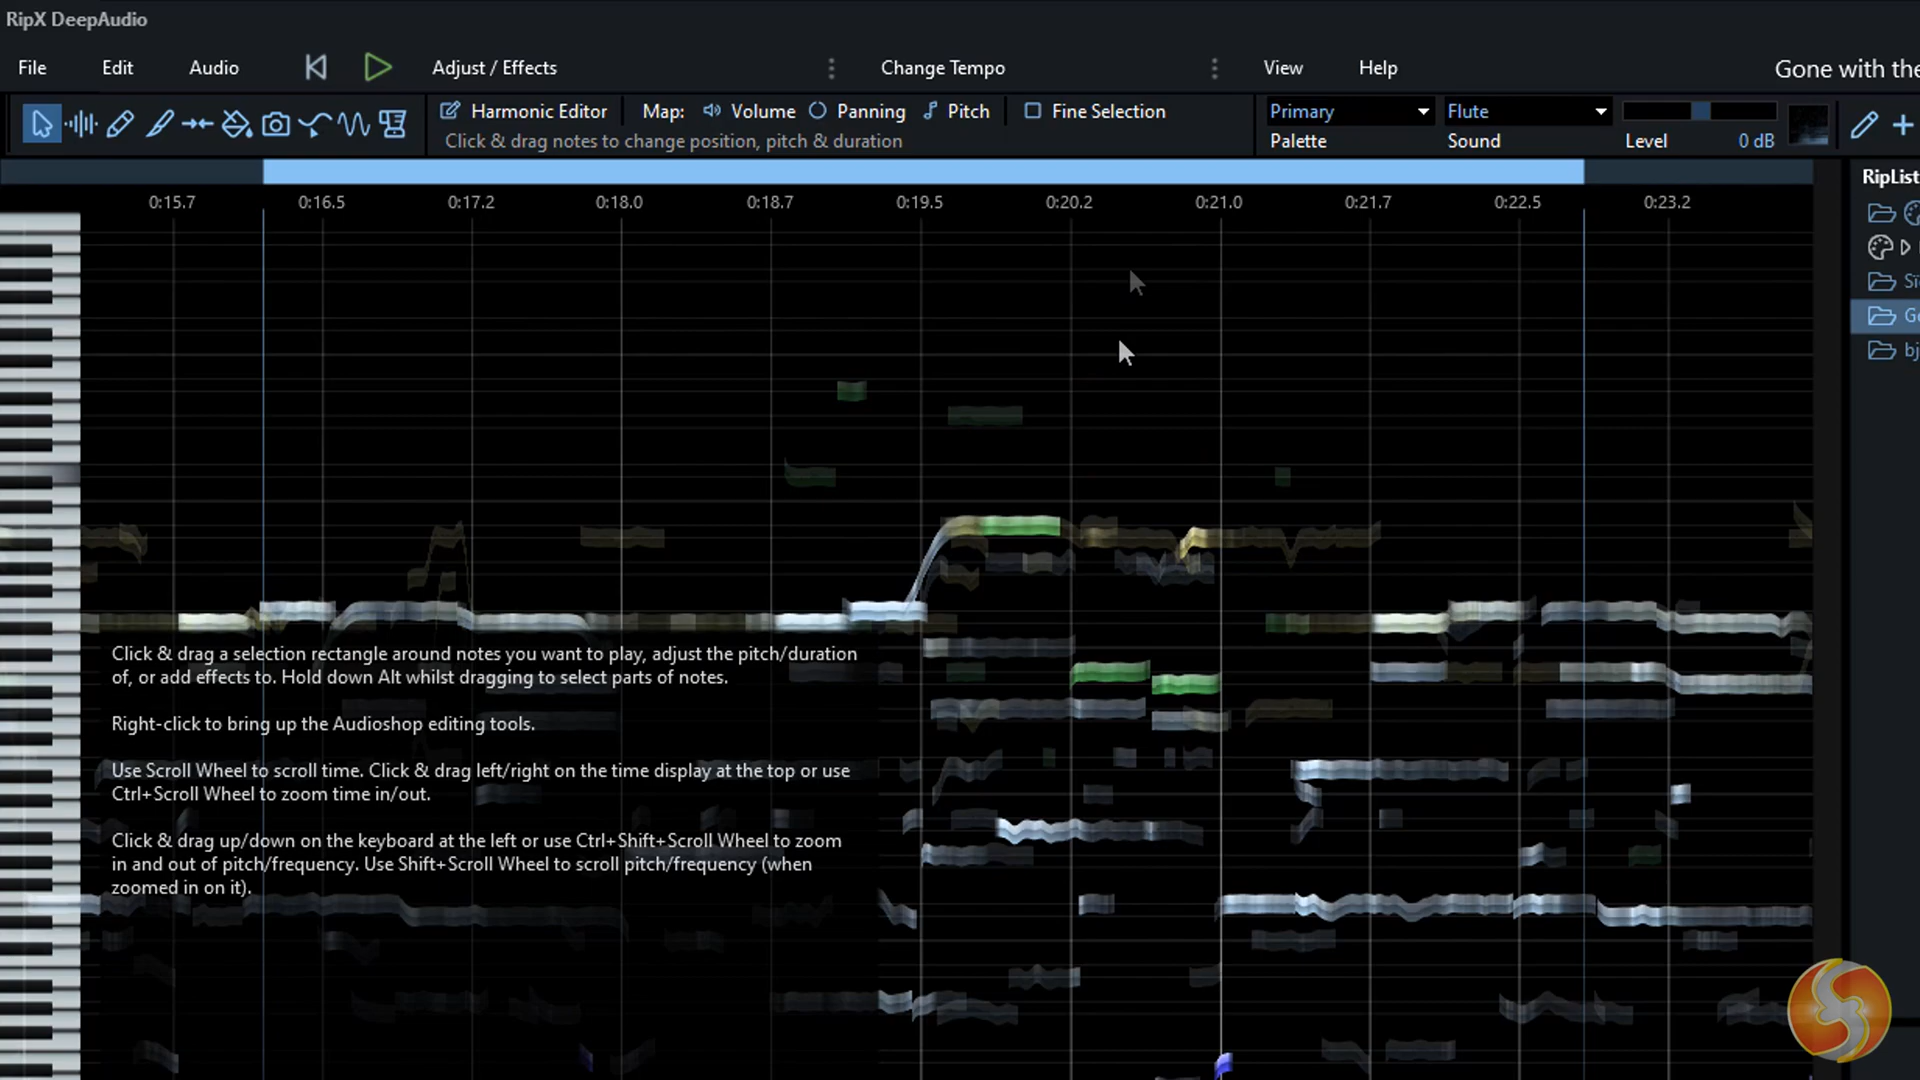 RipX DeepAudio
File Edit Audio Adjust / Effects Change Tempo View Help Gone with the
Harmonic Editor Map: Volume Panning Pitch Fine Selection Primary Flute
Click & drag notes to change position, pitch & duration Palette Sound Level 0 dB
RipList
0:15.7 0:16.5 0:17.2 0:18.0 0:18.7 0:19.5 0:20.2 0:21.0 0:21.7 0:22.5 0:23.2
Click & drag a selection rectangle around notes you want to play, adjust the pitch/duration
of, or add effects to. Hold down Alt whilst dragging to select parts of notes.
Right-click to bring up the Audioshop editing tools.
Use Scroll Wheel to scroll time. Click & drag left/right on the time display at the top or use
Ctrl+Scroll Wheel to zoom time in/out.
Click & drag up/down on the keyboard at the left or use Ctrl+Shift+Scroll Wheel to zoom
in and out of pitch/frequency. Use Shift+Scroll Wheel to scroll pitch/frequency (when
zoomed in on it).